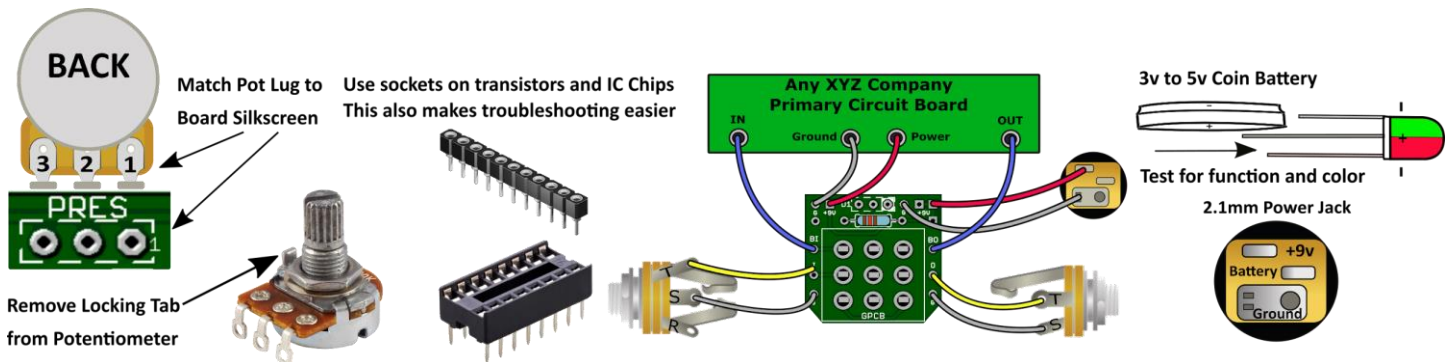 BACK
Match Pot Lug to
Board Silkscreen
3 2 1
PRES
1
Remove Locking Tab
from Potentiometer
Use sockets on transistors and IC Chips
This also makes troubleshooting easier
Any XYZ Company
Primary Circuit Board
IN
Ground
Power
OUT
G +9V D1 G +9V
BI
BO
I
O
GPCB
T
S
R
T
S
3v to 5v Coin Battery
-
+
-
+
-
Test for function and color
2.1mm Power Jack
+9v
Battery
Ground